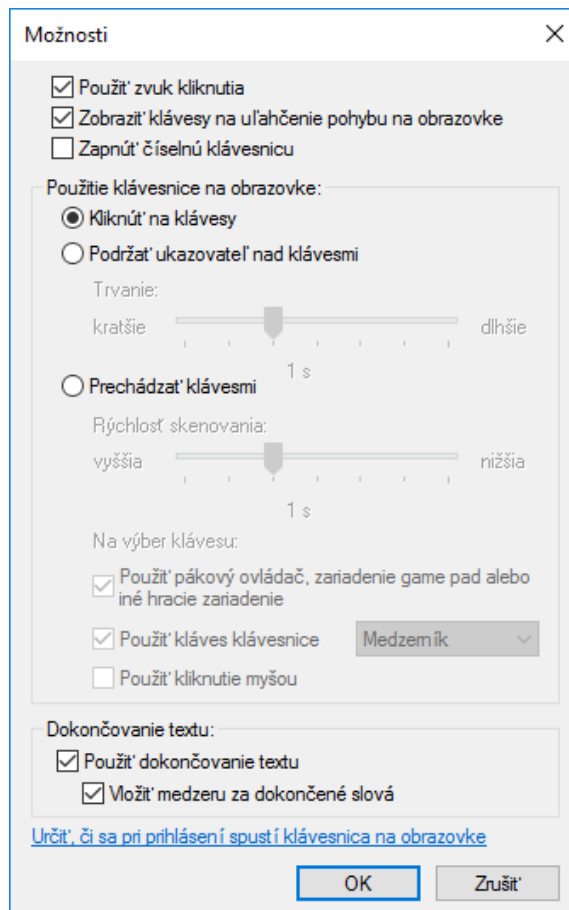 Možnosti
Použiť zvuk kliknutia
Zobraziť klávesy na uľahčenie pohybu na obrazovke
Zapnúť číselnú klávesnicu
Použitie klávesnice na obrazovke:
Kliknúť na klávesy
Podržať ukazovateľ nad klávesmi
Trvanie:
kratšie dlhšie
1 s
Prechádzať klávesmi
Rýchlosť skenovania:
vyššia nižšia
1 s
Na výber klávesu:
Použiť pákový ovládač, zariadenie game pad alebo
iné hracie zariadenie
Použiť kláves klávesnice Medzerník
Použiť kliknutie myšou
Dokončovanie textu:
Použiť dokončovanie textu
Vložiť medzeru za dokončené slová
Určiť, či sa pri prihlásení spustí klávesnica na obrazovke
OK Zrušiť